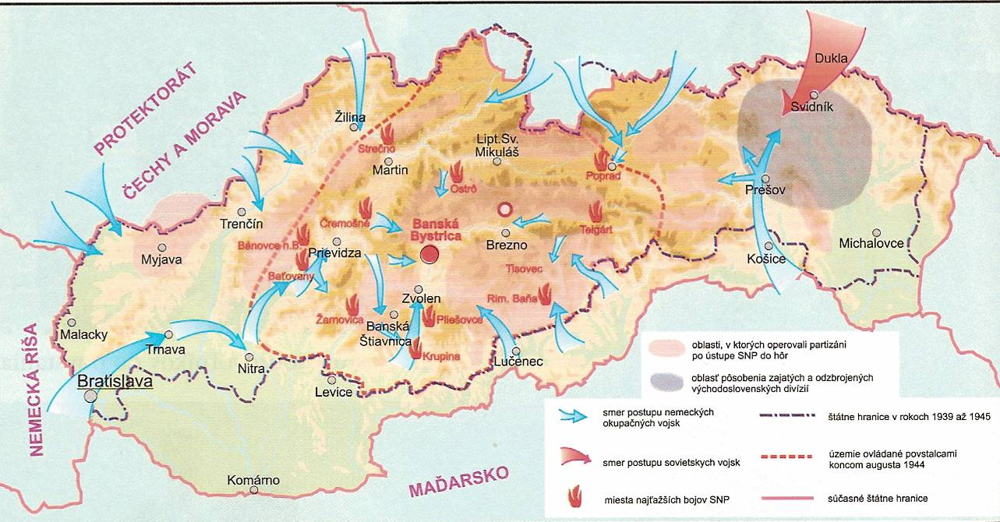 PROTEKTORÁT
ČECHY A MORAVA
NEMECKÁ RÍŠA
MAĎARSKO
Dukla
Svidník
Žilina
Strečno
Martin
Lipt.Sv.
Mikuláš
Poprad
Ostrô
Prešov
Trenčín
Čremošné
Banská
Bystrica
Telgárt
Myjava
Bánovce n.B.
Prievidza
Brezno
Michalovce
Košice
Baťovany
Tisovec
Zvolen
Rim. Baňa
Žarnovica
Pliešovce
Banská
Štiavnica
Malacky
Trnava
Krupina
Nitra
Lučenec
Bratislava
Levice
Komárno
oblasti, v ktorých operovali partizáni
po ústupe SNP do hôr
oblasť pôsobenia zajatých a odzbrojených
východoslovenských divízií
smer postupu nemeckých
okupačných vojsk
smer postupu sovietskych vojsk
miesta najťažších bojov SNP
štátne hranice v rokoch 1939 až 1945
územie ovládané povstalcami
koncom augusta 1944
súčasné štátne hranice